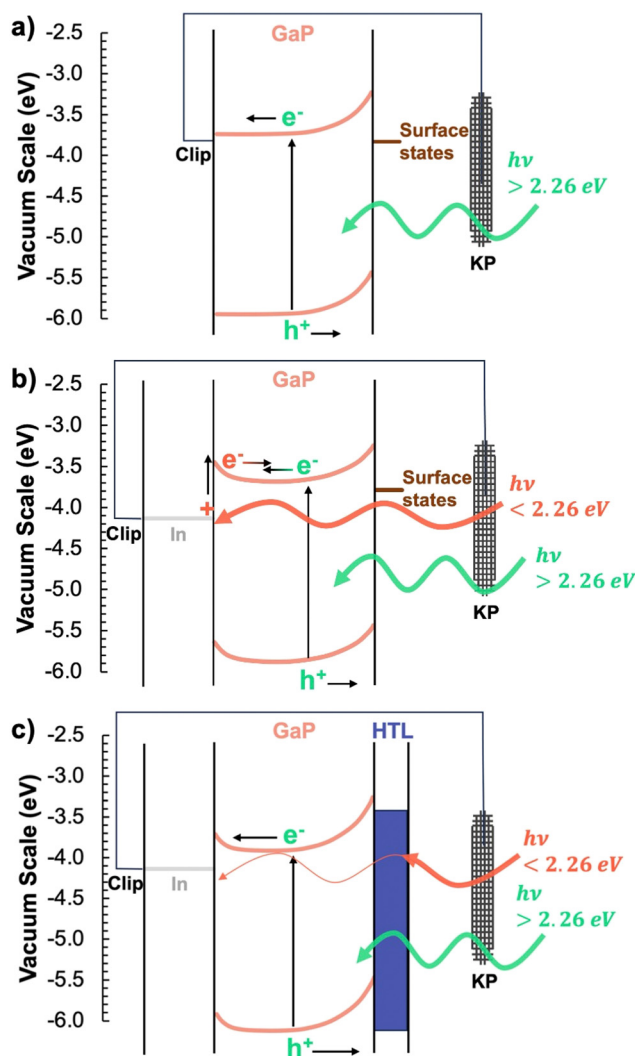 a)
GaP
Vacuum Scale (eV)
-2.5
-3.0
-3.5
-4.0
-4.5
-5.0
-5.5
-6.0
e-
Clip
Surface
states
hν
> 2.26 eV
KP
h+
b)
GaP
Vacuum Scale (eV)
-2.5
-3.0
-3.5
-4.0
-4.5
-5.0
-5.5
-6.0
e-
e-
+
Clip
In
Surface
states
hν
< 2.26 eV
hν
> 2.26 eV
KP
h+
c)
GaP
HTL
Vacuum Scale (eV)
-2.5
-3.0
-3.5
-4.0
-4.5
-5.0
-5.5
-6.0
e-
Clip
In
hν
< 2.26 eV
hν
> 2.26 eV
KP
h+